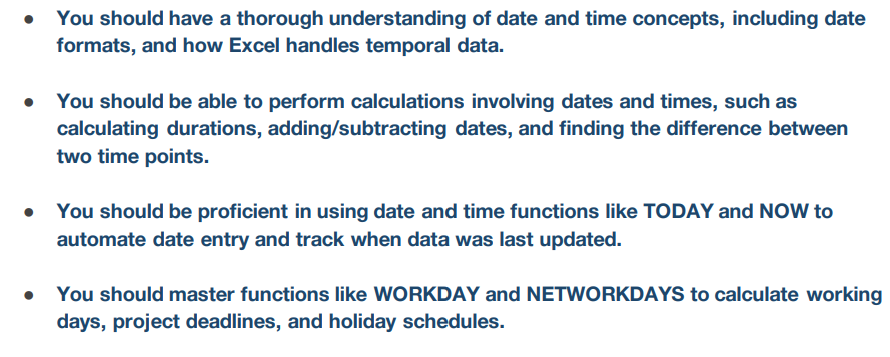 ● You should have a thorough understanding of date and time concepts, including date
formats, and how Excel handles temporal data.
● You should be able to perform calculations involving dates and times, such as
calculating durations, adding/subtracting dates, and finding the difference between
two time points.
● You should be proficient in using date and time functions like TODAY and NOW to
automate date entry and track when data was last updated.
● You should master functions like WORKDAY and NETWORKDAYS to calculate working
days, project deadlines, and holiday schedules.